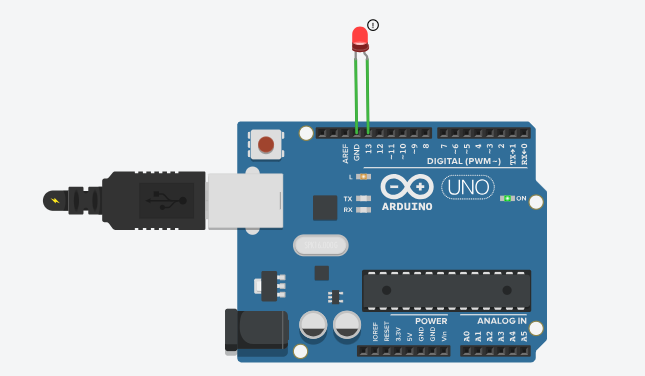 !
AREF
GND
13
12
~11
~10
~9
8
7
~6
~5
4
~3
2
TX→1
RX←0
DIGITAL (PWM ~)
L
TX
RX
UNO
ARDUINO
ON
POWER
ANALOG IN
IOREF
RESET
3.3V
5V
GND
GND
Vin
A0
A1
A2
A3
A4
A5